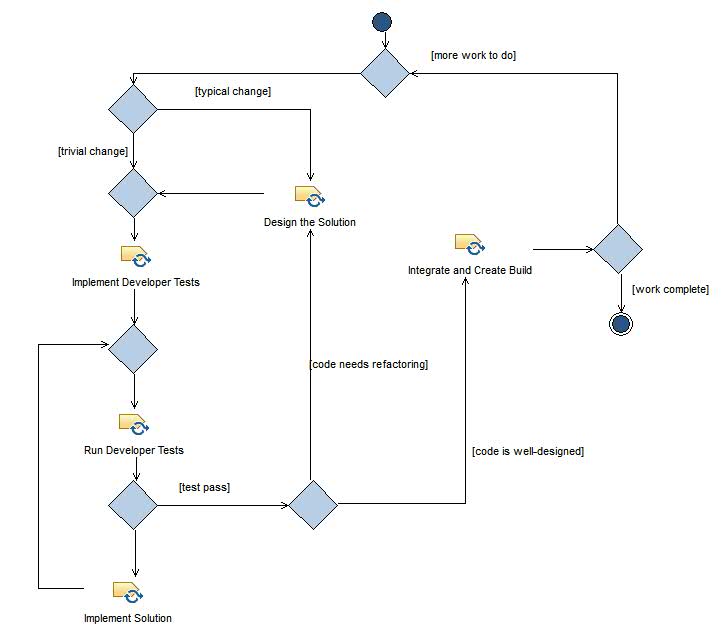 [more work to do]
[typical change]
[trivial change]
Design the Solution
Integrate and Create Build
Implement Developer Tests
[work complete]
[code needs refactoring]
Run Developer Tests
[code is well-designed]
[test pass]
Implement Solution